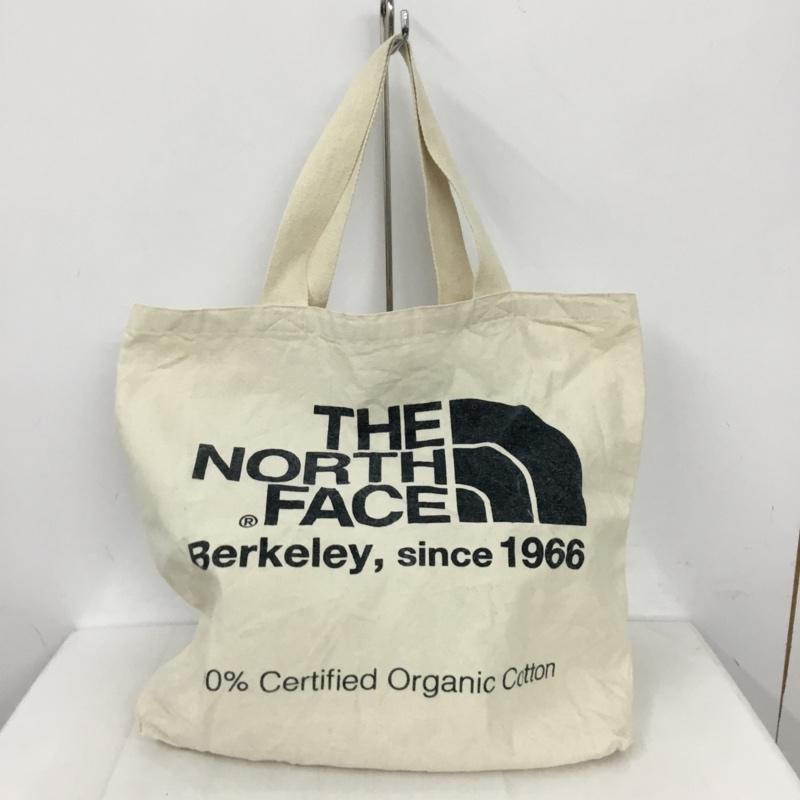 THE
NORTH
® FACE
Berkeley, since 1966
0% Certified Organic Cotton